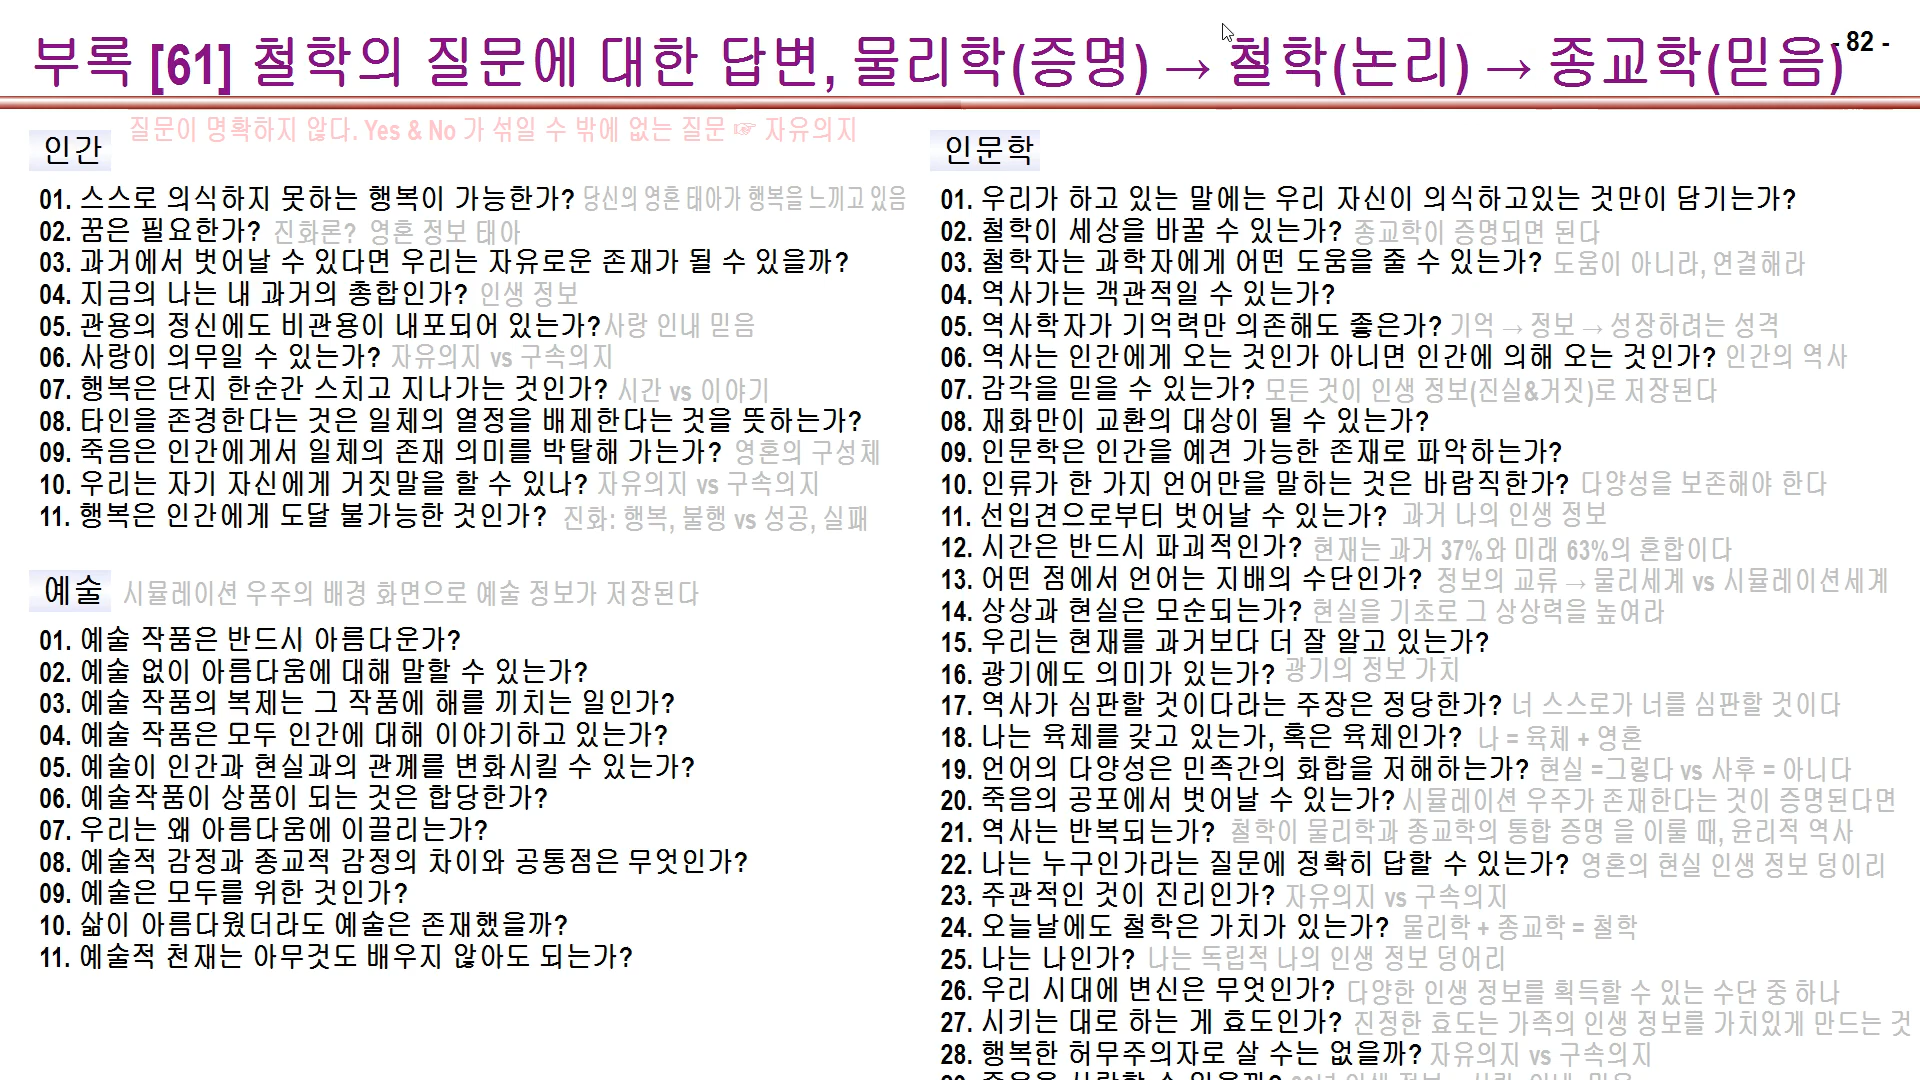 부록 [61] 철학의 질문에 대한 답변, 물리학(증명) → 철학(논리) → 종교학(믿음)
- 82 -
질문이 명확하지 않다. Yes & No 가 섞일 수 밖에 없는 질문 ☞ 자유의지
인간
01. 스스로 의식하지 못하는 행복이 가능한가? 당신의 영혼 태아가 행복을 느끼고 있음
02. 꿈은 필요한가? 진화론? 영혼 정보 태아
03. 과거에서 벗어날 수 있다면 우리는 자유로운 존재가 될 수 있을까?
04. 지금의 나는 내 과거의 총합인가? 인생 정보
05. 관용의 정신에도 비관용이 내포되어 있는가? 사랑 인내 믿음
06. 사랑이 의무일 수 있는가? 자유의지 vs 구속의지
07. 행복은 단지 한순간 스치고 지나가는 것인가? 시간 vs 이야기
08. 타인을 존경한다는 것은 일체의 열정을 배제한다는 것을 뜻하는가?
09. 죽음은 인간에게서 일체의 존재 의미를 박탈해 가는가? 영혼의 구성체
10. 우리는 자기 자신에게 거짓말을 할 수 있나? 자유의지 vs 구속의지
11. 행복은 인간에게 도달 불가능한 것인가? 진화: 행복, 불행 vs 성공, 실패
예술 시뮬레이션 우주의 배경 화면으로 예술 정보가 저장된다
01. 예술 작품은 반드시 아름다운가?
02. 예술 없이 아름다움에 대해 말할 수 있는가?
03. 예술 작품의 복제는 그 작품에 해를 끼치는 일인가?
04. 예술 작품은 모두 인간에 대해 이야기하고 있는가?
05. 예술이 인간과 현실과의 관계를 변화시킬 수 있는가?
06. 예술작품이 상품이 되는 것은 합당한가?
07. 우리는 왜 아름다움에 이끌리는가?
08. 예술적 감정과 종교적 감정의 차이와 공통점은 무엇인가?
09. 예술은 모두를 위한 것인가?
10. 삶이 아름다웠더라도 예술은 존재했을까?
11. 예술적 천재는 아무것도 배우지 않아도 되는가?
인문학
01. 우리가 하고 있는 말에는 우리 자신이 의식하고있는 것만이 담기는가?
02. 철학이 세상을 바꿀 수 있는가? 종교학이 증명되면 된다
03. 철학자는 과학자에게 어떤 도움을 줄 수 있는가? 도움이 아니라, 연결해라
04. 역사가는 객관적일 수 있는가?
05. 역사학자가 기억력만 의존해도 좋은가? 기억 → 정보 → 성장하려는 성격
06. 역사는 인간에게 오는 것인가 아니면 인간에 의해 오는 것인가? 인간의 역사
07. 감각을 믿을 수 있는가? 모든 것이 인생 정보(진실&거짓)로 저장된다
08. 재화만이 교환의 대상이 될 수 있는가?
09. 인문학은 인간을 예견 가능한 존재로 파악하는가?
10. 인류가 한 가지 언어만을 말하는 것은 바람직한가? 다양성을 보존해야 한다
11. 선입견으로부터 벗어날 수 있는가? 과거 나의 인생 정보
12. 시간은 반드시 파괴적인가? 현재는 과거 37%와 미래 63%의 혼합이다
13. 어떤 점에서 언어는 지배의 수단인가? 정보의 교류 → 물리세계 vs 시뮬레이션세계
14. 상상과 현실은 모순되는가? 현실을 기초로 그 상상력을 높여라
15. 우리는 현재를 과거보다 더 잘 알고 있는가?
16. 광기에도 의미가 있는가? 광기의 정보 가치
17. 역사가 심판할 것이다라는 주장은 정당한가? 너 스스로가 너를 심판할 것이다
18. 나는 육체를 갖고 있는가, 혹은 육체인가? 나 = 육체 + 영혼
19. 언어의 다양성은 민족간의 화합을 저해하는가? 현실 =그렇다 vs 사후 = 아니다
20. 죽음의 공포에서 벗어날 수 있는가? 시뮬레이션 우주가 존재한다는 것이 증명된다면
21. 역사는 반복되는가? 철학이 물리학과 종교학의 통합 증명 을 이룰 때, 윤리적 역사
22. 나는 누구인가라는 질문에 정확히 답할 수 있는가? 영혼의 현실 인생 정보 덩이리
23. 주관적인 것이 진리인가? 자유의지 vs 구속의지
24. 오늘날에도 철학은 가치가 있는가? 물리학 + 종교학 = 철학
25. 나는 나인가? 나는 독립적 나의 인생 정보 덩어리
26. 우리 시대에 변신은 무엇인가? 다양한 인생 정보를 획득할 수 있는 수단 중 하나
27. 시키는 대로 하는 게 효도인가? 진정한 효도는 가족의 인생 정보를 가치있게 만드는 것
28. 행복한 허무주의자로 살 수는 없을까? 자유의지 vs 구속의지